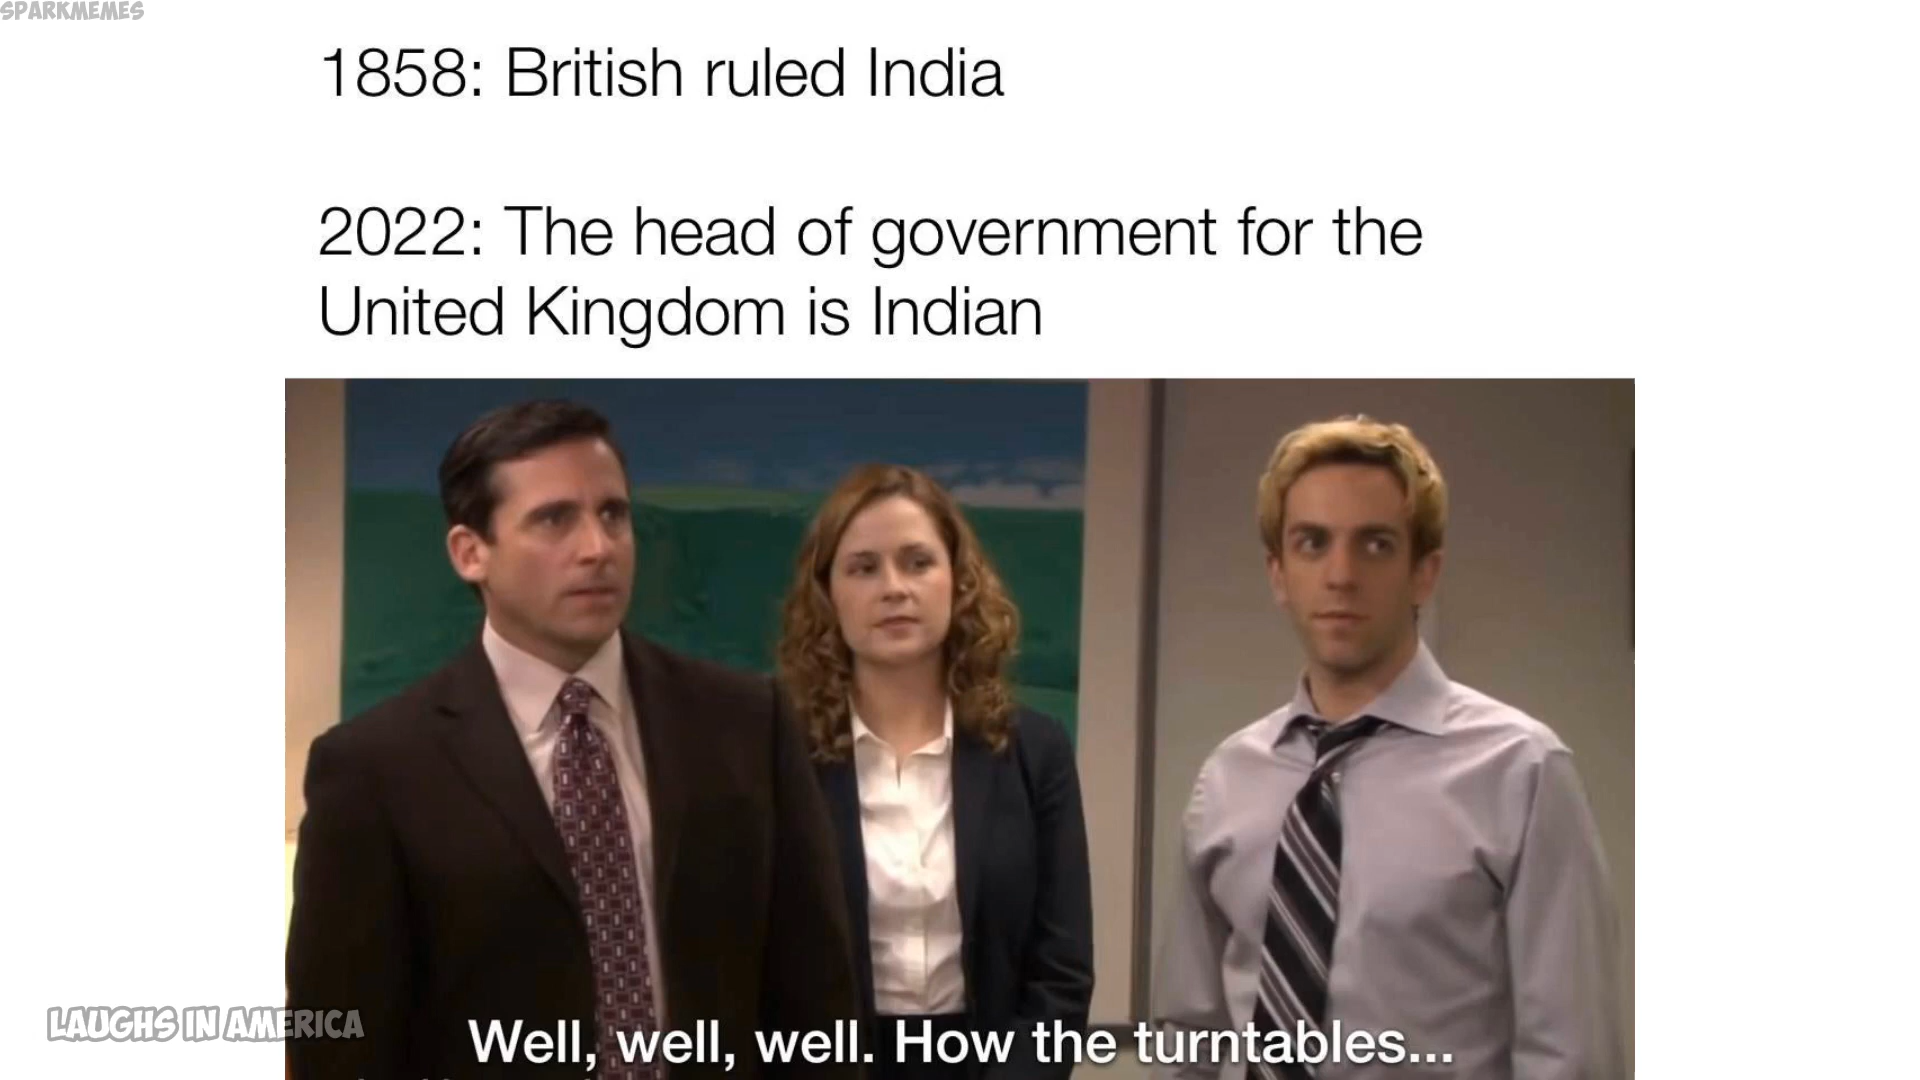 SPARKMEMES
1858: British ruled India
2022: The head of government for the
United Kingdom is Indian
LAUGHS IN AMERICA
Well, well, well. How the turntables...